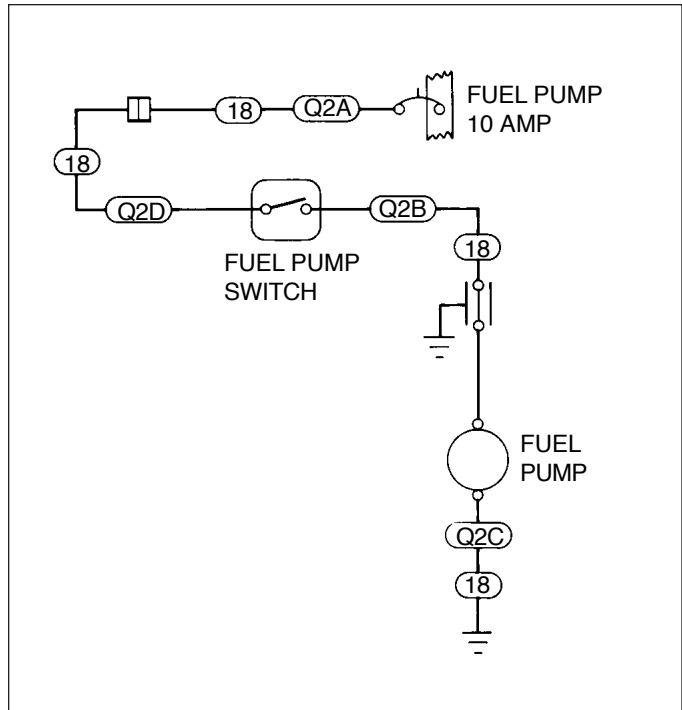 18
Q2A
FUEL PUMP
10 AMP
18
Q2D
FUEL PUMP
SWITCH
Q2B
18
FUEL
PUMP
Q2C
18